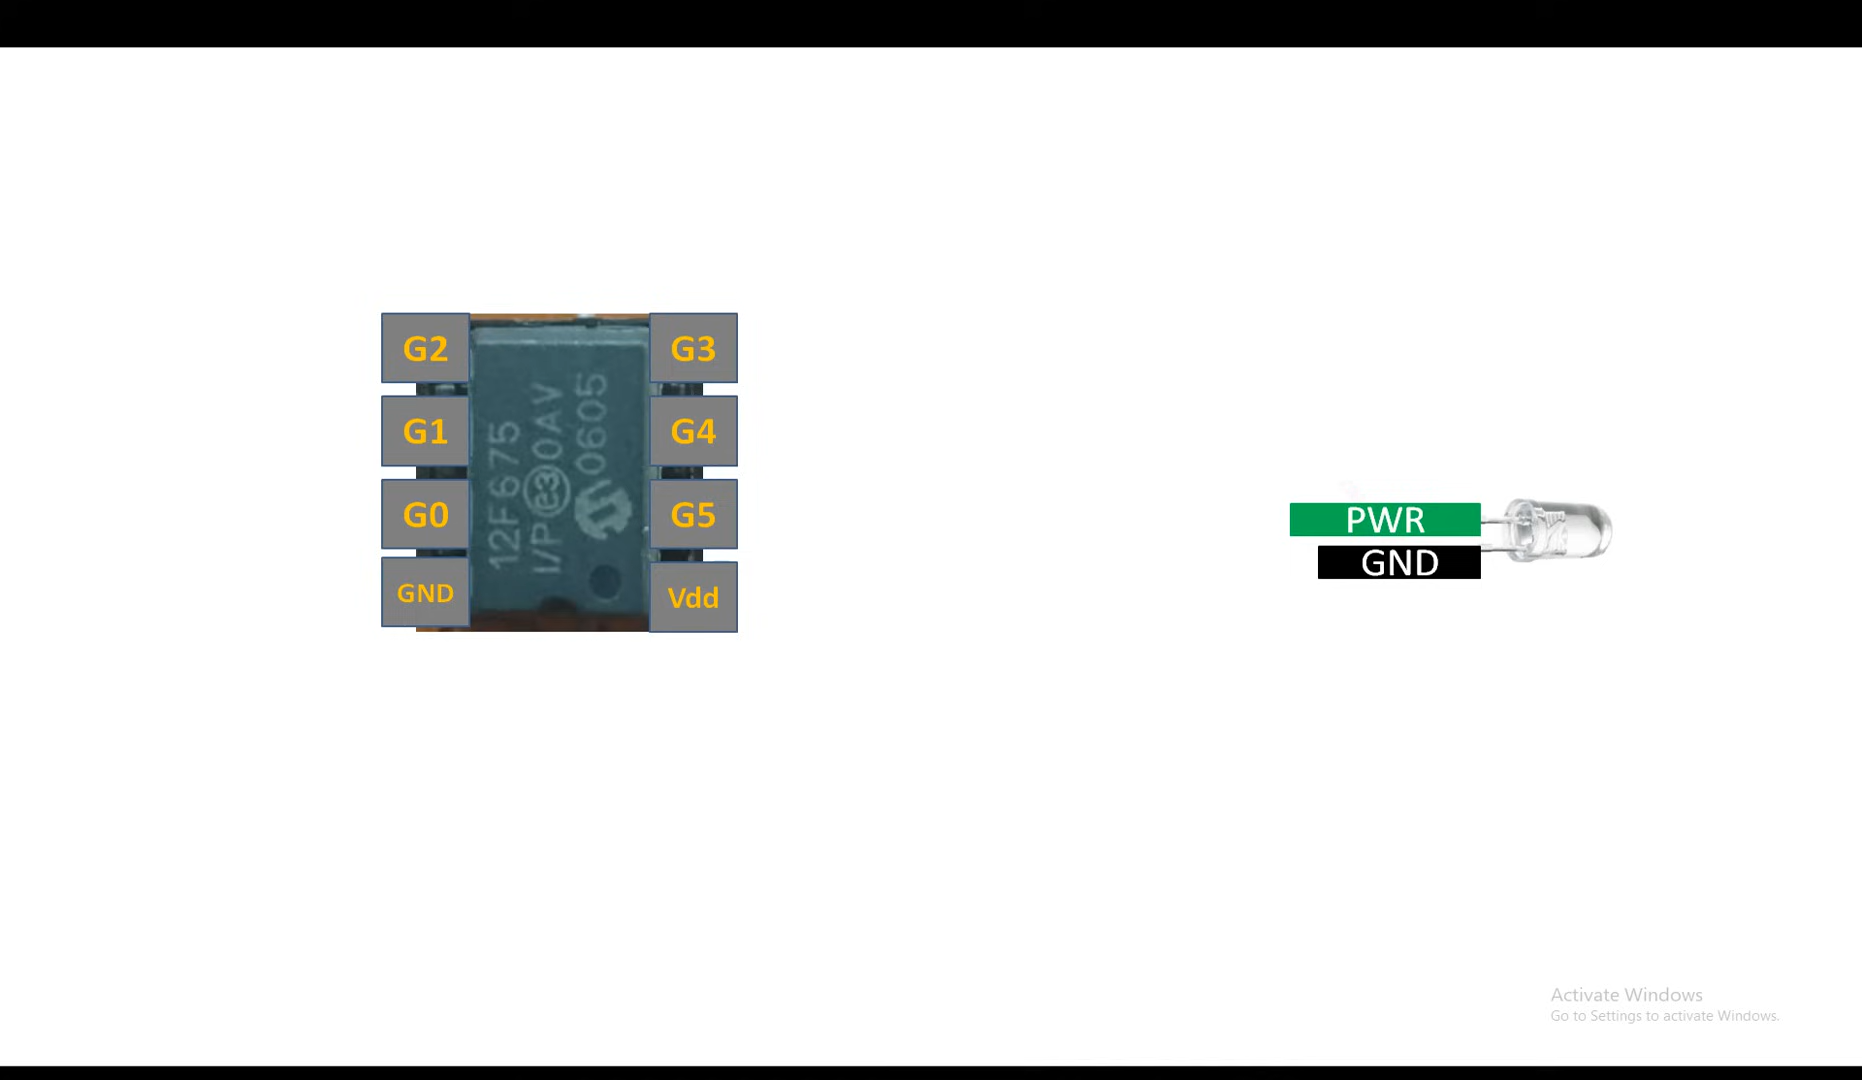 G2
G1
G0
GND
12F675
I/P e3 0AV
0605
G3
G4
G5
Vdd
PWR
GND
Activate Windows
Go to Settings to activate Windows.